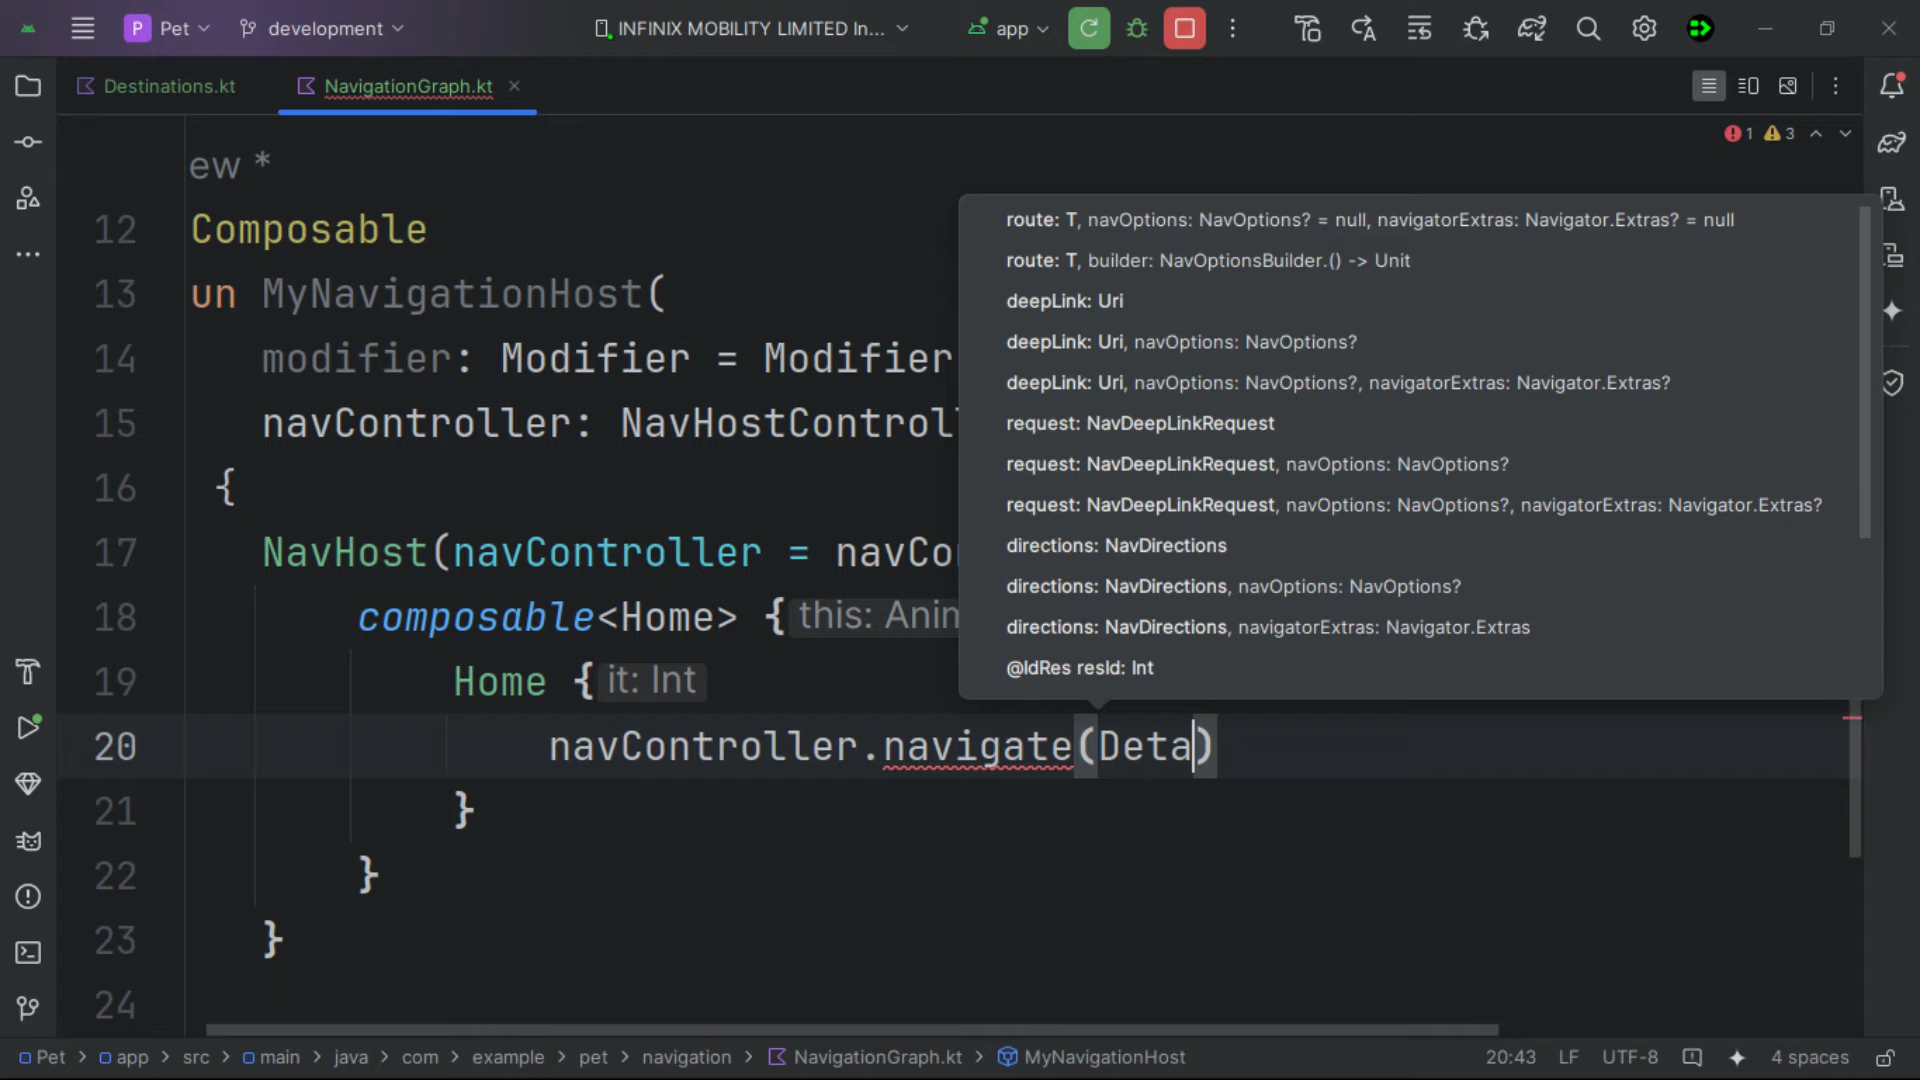 P Pet development INFINIX MOBILITY LIMITED In... app
Destinations.kt NavigationGraph.kt
1 3
ew *
12 Composable
13 un MyNavigationHost(
14 modifier: Modifier = Modifier
15 navController: NavHostControl
16 {
17 NavHost(navController = navCo
18 composable<Home> { this: Anim
19 Home { it: Int
20 navController.navigate(Deta)
21 }
22 }
23 }
24
route: T, navOptions: NavOptions? = null, navigatorExtras: Navigator.Extras? = null
route: T, builder: NavOptionsBuilder.() -> Unit
deepLink: Uri
deepLink: Uri, navOptions: NavOptions?
deepLink: Uri, navOptions: NavOptions?, navigatorExtras: Navigator.Extras?
request: NavDeepLinkRequest
request: NavDeepLinkRequest, navOptions: NavOptions?
request: NavDeepLinkRequest, navOptions: NavOptions?, navigatorExtras: Navigator.Extras?
directions: NavDirections
directions: NavDirections, navOptions: NavOptions?
directions: NavDirections, navigatorExtras: Navigator.Extras
@IdRes resId: Int
Pet > app > src > main > java > com > example > pet > navigation > NavigationGraph.kt > MyNavigationHost 20:43 LF UTF-8 4 spaces